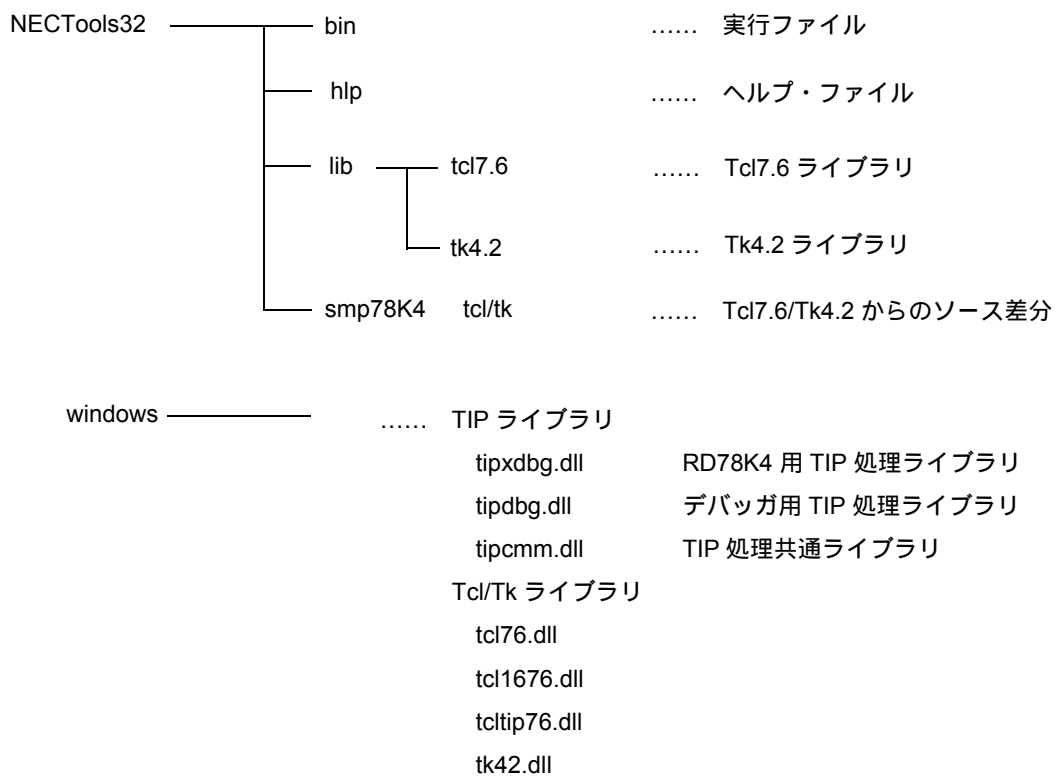 NECTools32 bin …… 実行ファイル
hlp …… ヘルプ・ファイル
lib tcl7.6 …… Tcl7.6 ライブラリ
tk4.2 …… Tk4.2 ライブラリ
smp78K4 tcl/tk …… Tcl7.6/Tk4.2 からのソース差分
windows …… TIP ライブラリ
tipxdbg.dll RD78K4 用 TIP 処理ライブラリ
tipdbg.dll デバッガ用 TIP 処理ライブラリ
tipcmm.dll TIP 処理共通ライブラリ
Tcl/Tk ライブラリ
tcl76.dll
tcl1676.dll
tcltip76.dll
tk42.dll